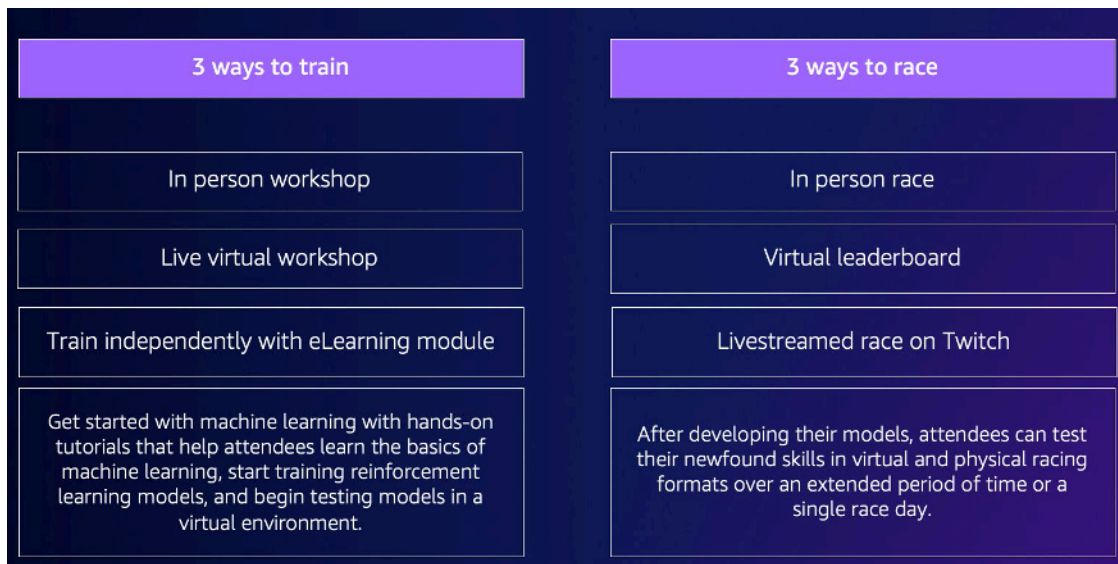 3 ways to train
In person workshop
Live virtual workshop
Train independently with eLearning module
Get started with machine learning with hands-on
tutorials that help attendees learn the basics of
machine learning, start training reinforcement
learning models, and begin testing models in a
virtual environment.
3 ways to race
In person race
Virtual leaderboard
Livestreamed race on Twitch
After developing their models, attendees can test
their newfound skills in virtual and physical racing
formats over an extended period of time or a
single race day.